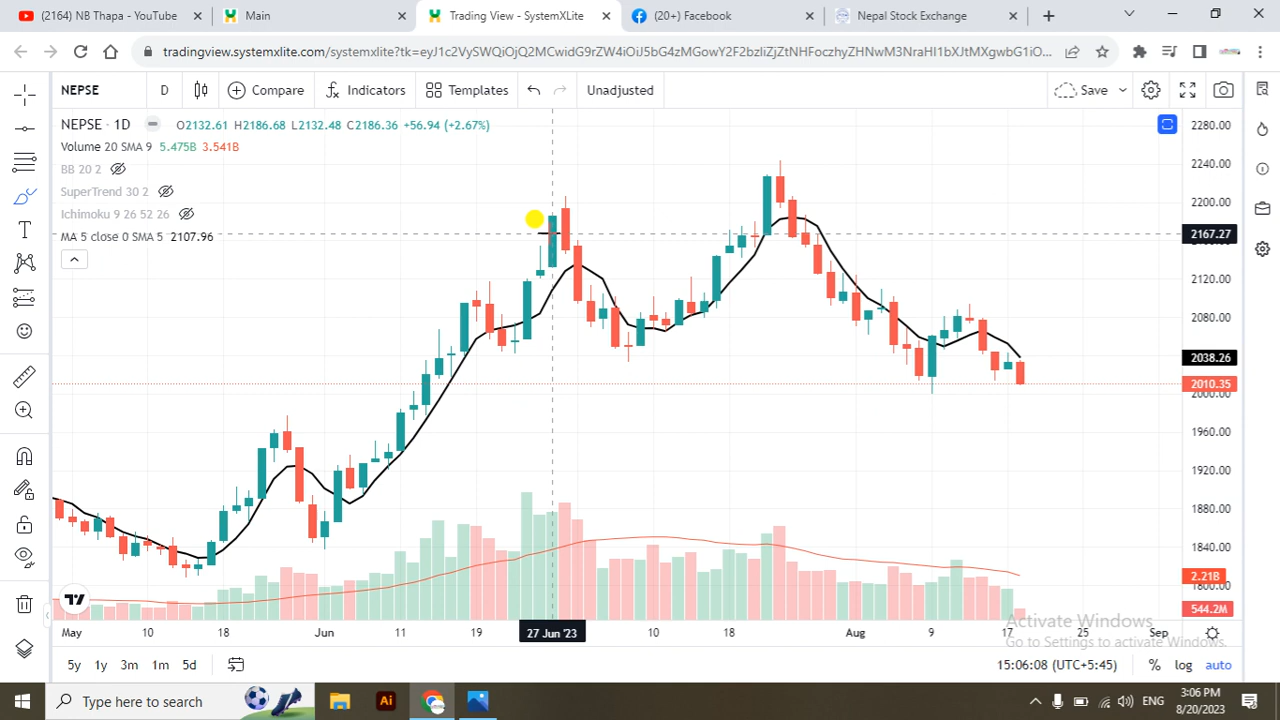 (2164) NB Thapa - YouTube
Main
Trading View - SystemXLite
(20+) Facebook
Nepal Stock Exchange
NEPSE
D
Compare
Indicators
Templates
Unadjusted
Save
NEPSE · 1D O2132.61 H2186.68 L2132.48 C2186.36 +56.94 (+2.67%)
Volume 20 SMA 9 5.475B 3.541B
BB 20 2
SuperTrend 30 2
Ichimoku 9 26 52 26
MA 5 close 0 SMA 5 2107.96
2280.00
2240.00
2200.00
2167.27
2120.00
2080.00
2038.26
2010.35
2000.00
1960.00
1920.00
1880.00
1840.00
2.21B
1800.00
544.2M
May 10 18 Jun 11 19 27 Jun '23 10 18 Aug 9 17 25 Sep
Activate Windows
Go to Settings to activate Windows.
5y 1y 3m 1m 5d
15:06:08 (UTC+5:45) % log auto
Type here to search
Ai
ENG
3:06 PM
8/20/2023